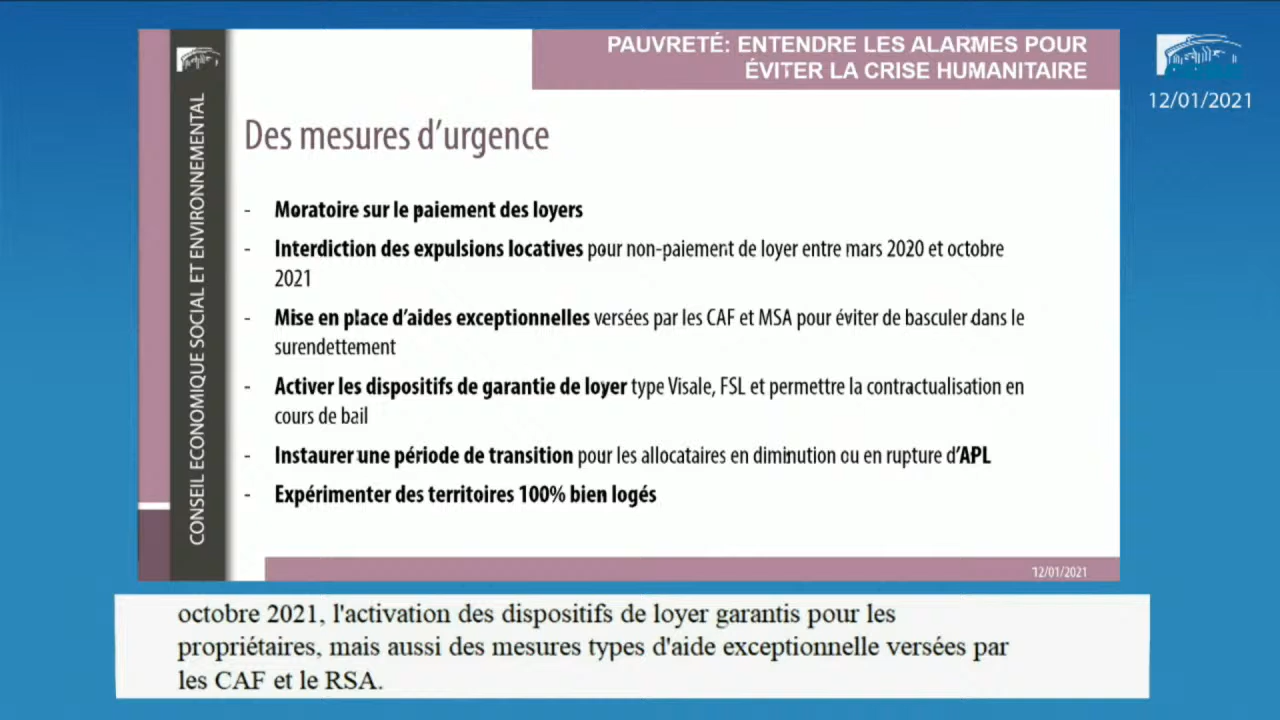 PAUVRETÉ: ENTENDRE LES ALARMES POUR
ÉVITER LA CRISE HUMANITAIRE
12/01/2021
CONSEIL ECONOMIQUE SOCIAL ET ENVIRONNEMENTAL
Des mesures d'urgence
- Moratoire sur le paiement des loyers
- Interdiction des expulsions locatives pour non-paiement de loyer entre mars 2020 et octobre
2021
- Mise en place d'aides exceptionnelles versées par les CAF et MSA pour éviter de basculer dans le
surendettement
- Activer les dispositifs de garantie de loyer type Visale, FSL et permettre la contractualisation en
cours de bail
- Instaurer une période de transition pour les allocataires en diminution ou en rupture d'APL
- Expérimenter des territoires 100% bien logés
12/01/2021
octobre 2021, l'activation des dispositifs de loyer garantis pour les
propriétaires, mais aussi des mesures types d'aide exceptionnelle versées par
les CAF et le RSA.